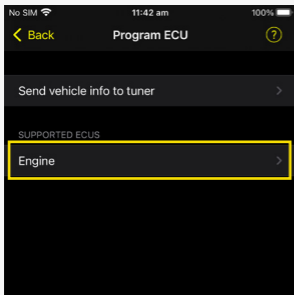 No SIM 11:42 am 100%
Back Program ECU ?
Send vehicle info to tuner
SUPPORTED ECUS
Engine